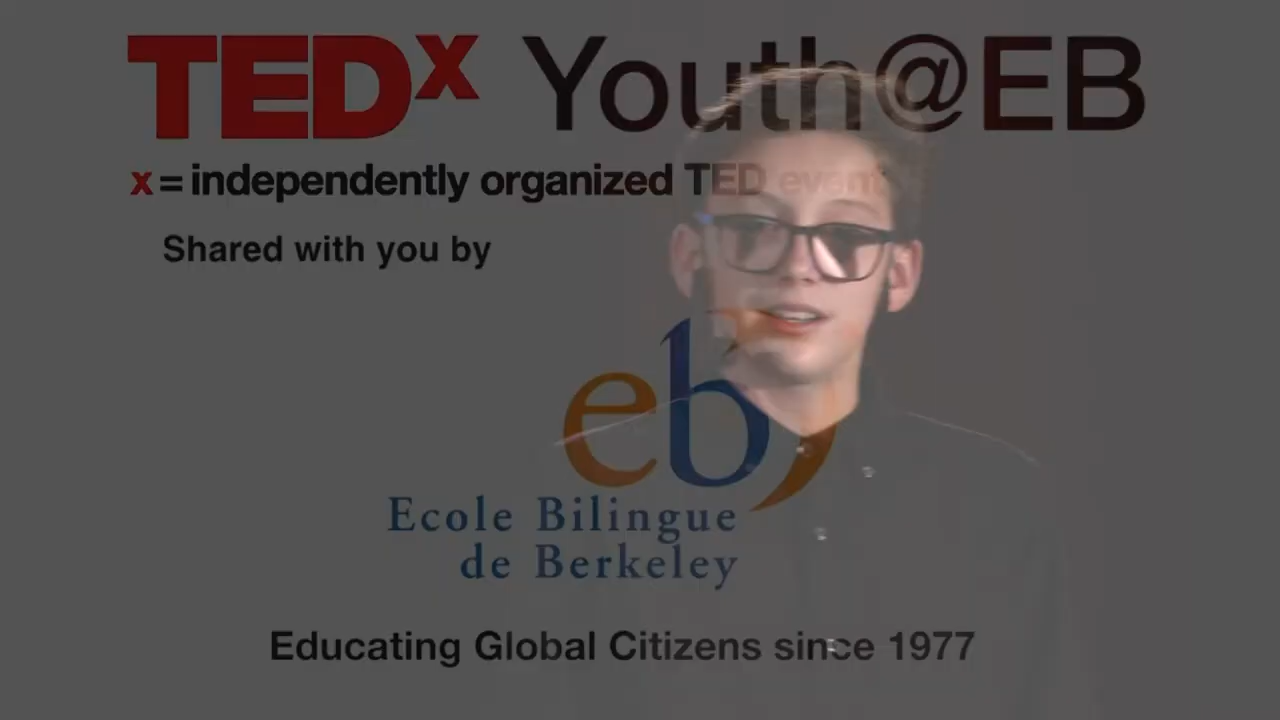 TEDx Youth@EB
x = independently organized TED event
Shared with you by
eb
Ecole Bilingue
de Berkeley
Educating Global Citizens since 1977